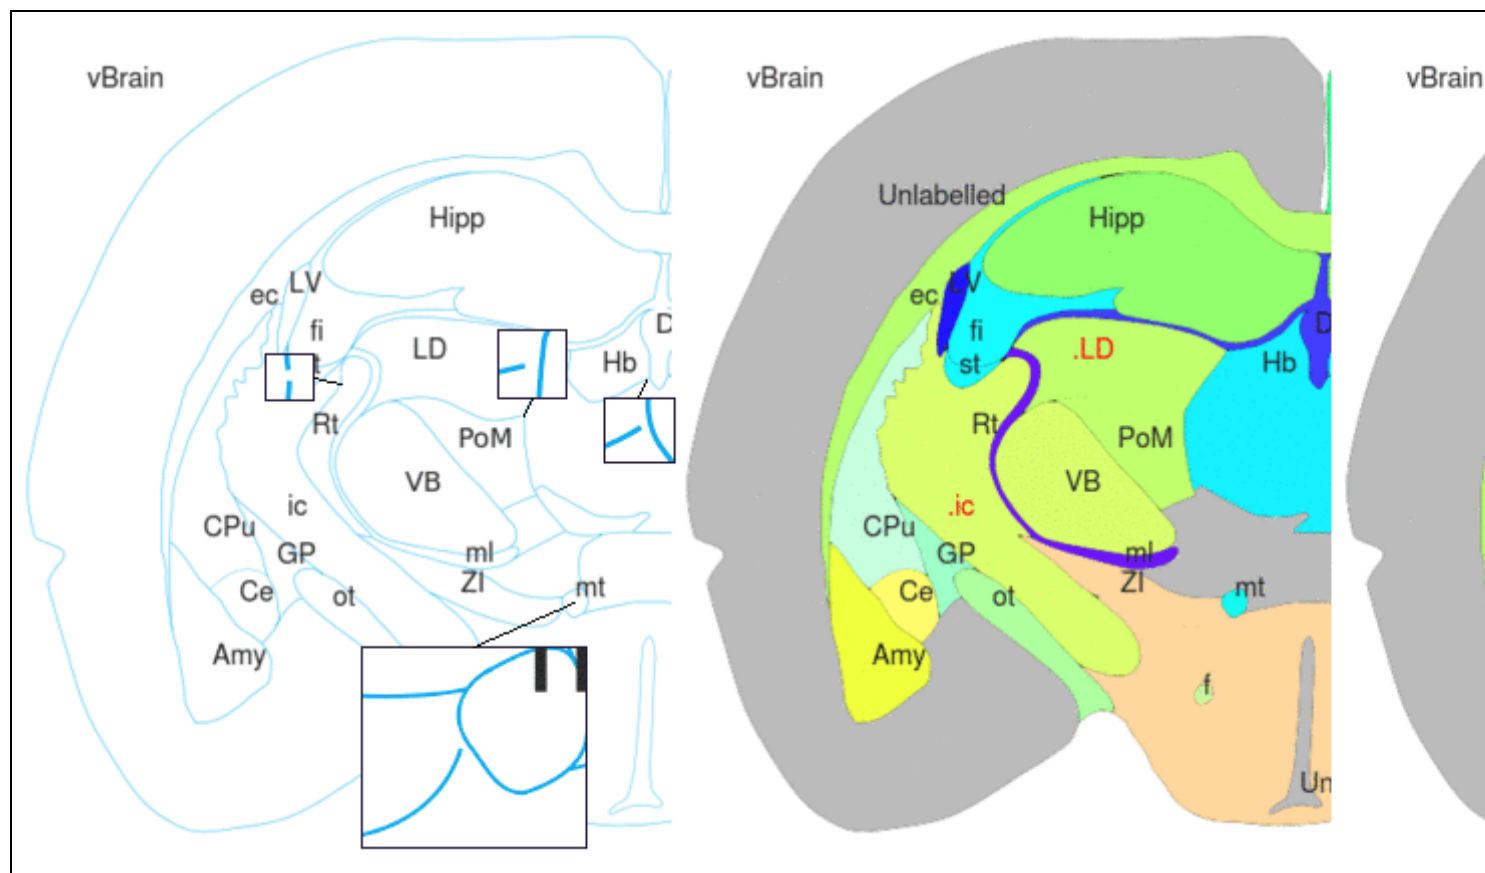 vBrain
Hipp
LV
ec
fi
t
D
LD
Hb
Rt
PoM
VB
ic
CPu
GP
ml
ZI
Ce
ot
mt
Amy
vBrain
Unlabelled
Hipp
LV
ec
fi
D
.LD
st
Hb
Rt
PoM
VB
.ic
CPu
GP
ml
ZI
Ce
ot
mt
Amy
f
Un
vBrain